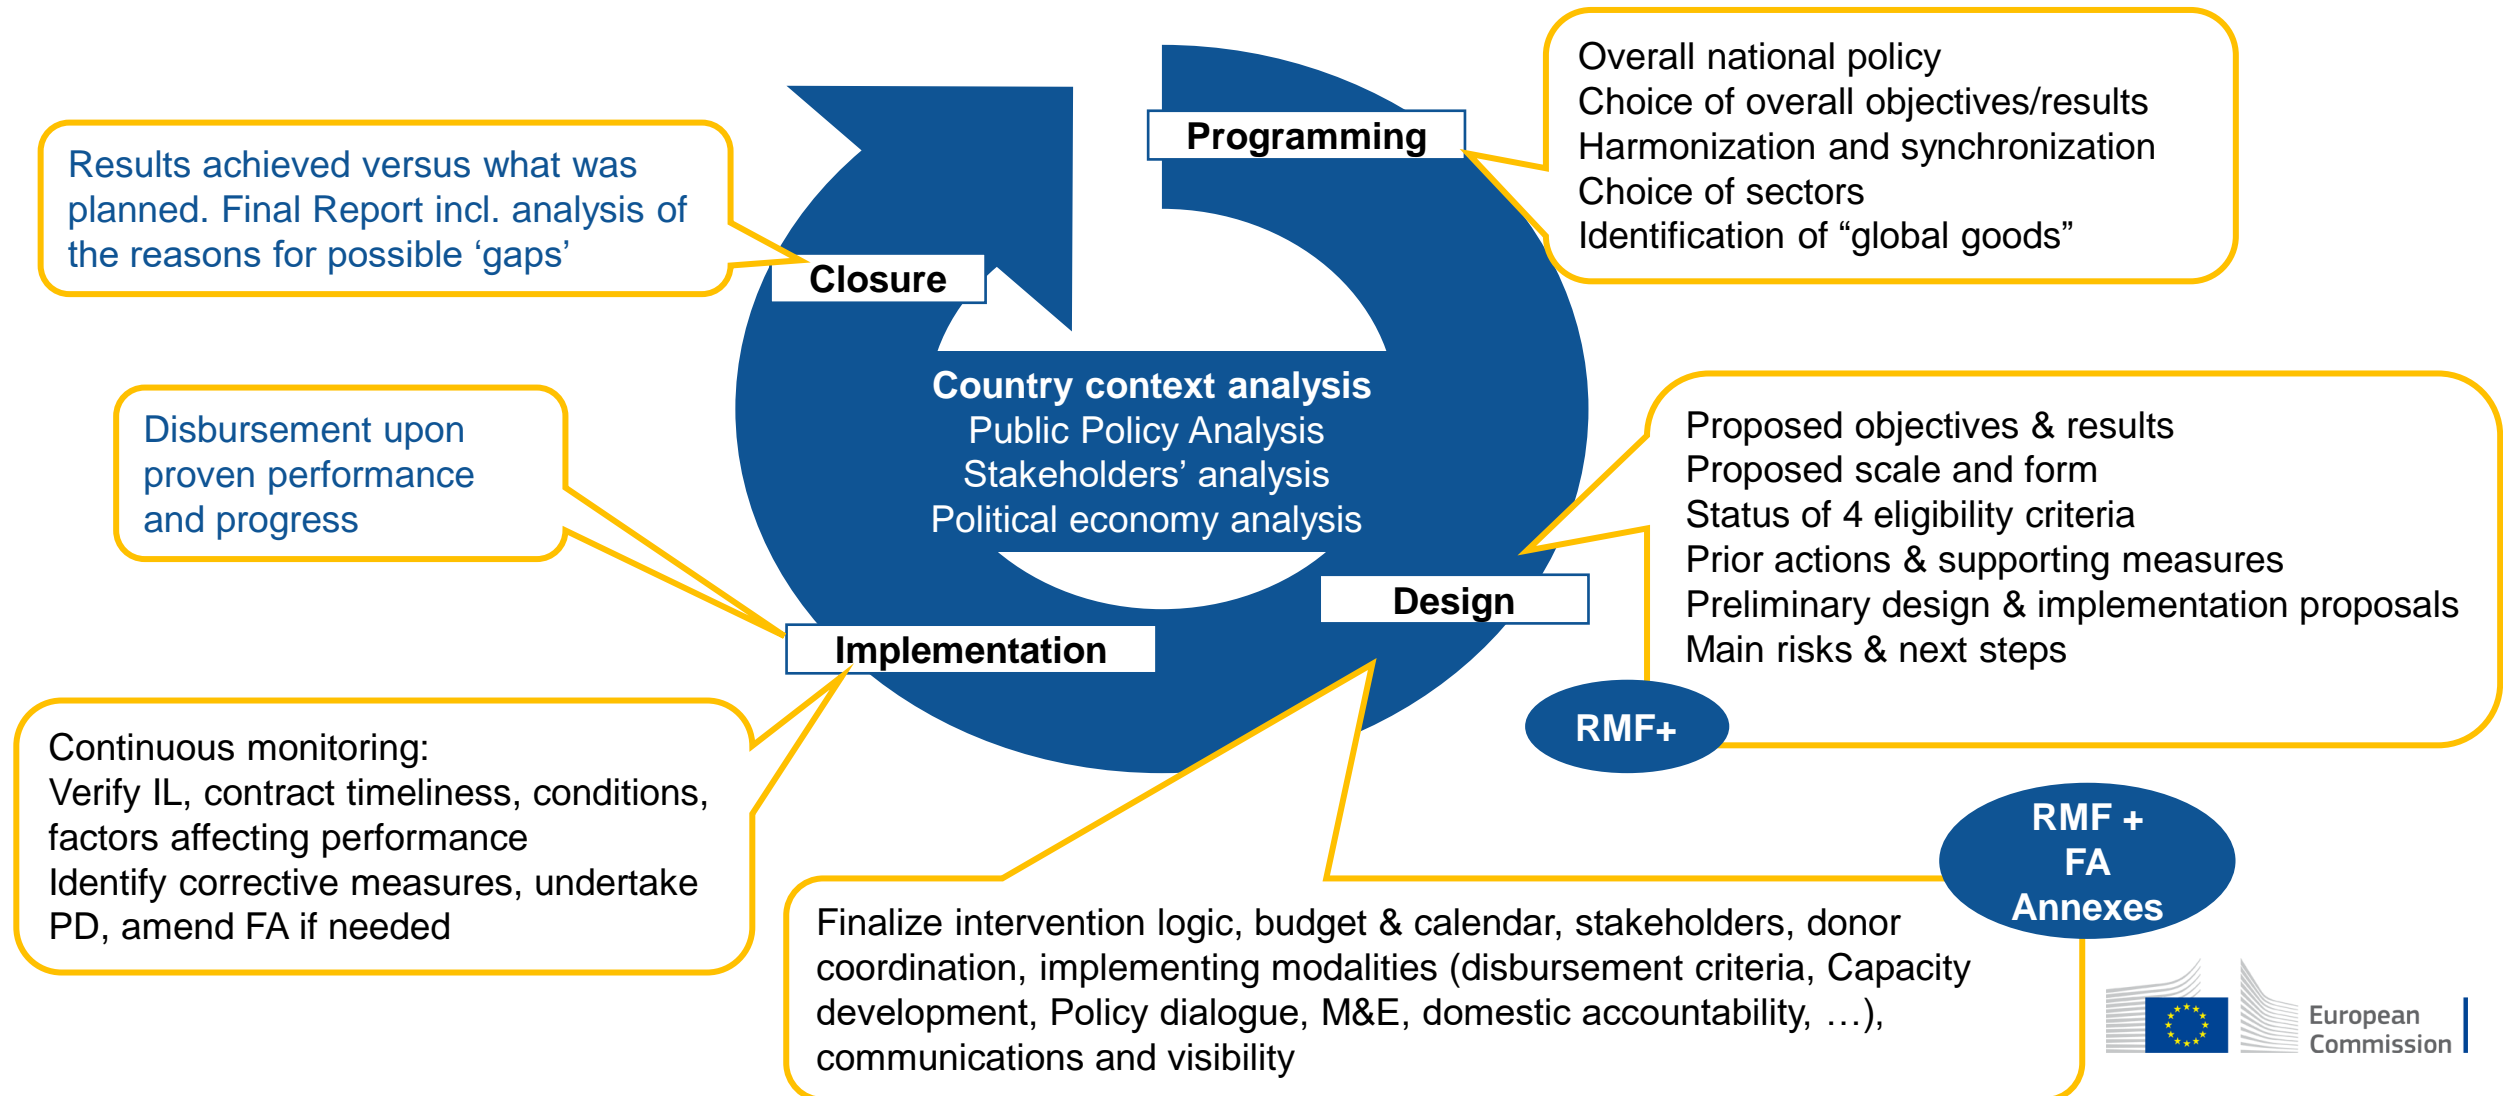 Programming
Overall national policy
Choice of overall objectives/results
Harmonization and synchronization
Choice of sectors
Identification of “global goods”
Results achieved versus what was
planned. Final Report incl. analysis of
the reasons for possible ‘gaps’
Closure
Country context analysis
Public Policy Analysis
Stakeholders’ analysis
Political economy analysis
Disbursement upon
proven performance
and progress
Proposed objectives & results
Proposed scale and form
Status of 4 eligibility criteria
Prior actions & supporting measures
Preliminary design & implementation proposals
Main risks & next steps
Design
Implementation
RMF+
Continuous monitoring:
Verify IL, contract timeliness, conditions,
factors affecting performance
Identify corrective measures, undertake
PD, amend FA if needed
RMF +
FA
Annexes
Finalize intervention logic, budget & calendar, stakeholders, donor
coordination, implementing modalities (disbursement criteria, Capacity
development, Policy dialogue, M&E, domestic accountability, …),
communications and visibility
European
Commission